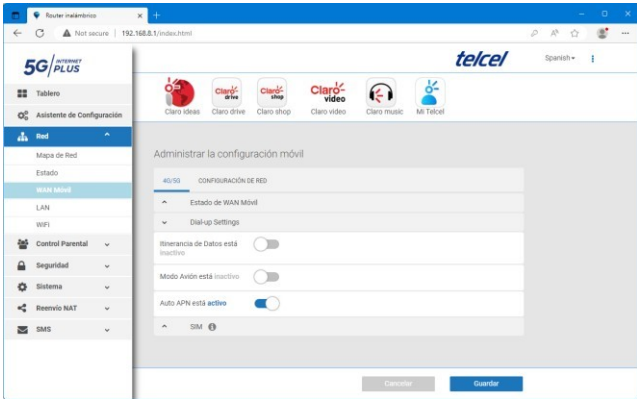 Router inalámbrico
Not secure | 192.168.8.1/index.html
5G INTERNET PLUS
telcel
Spanish
Tablero
Asistente de Configuración
Red
Mapa de Red
Estado
WAN Móvil
LAN
WiFi
Control Parental
Seguridad
Sistema
Reenvío NAT
SMS
Claro ideas
Claro drive
Claro shop
Claro video
Claro music
Mi Telcel
Claro drive
Claro shop
Claro video
Administrar la configuración móvil
4G/5G CONFIGURACIÓN DE RED
Estado de WAN Móvil
Dial-up Settings
Itinerancia de Datos está
inactivo
Modo Avión está inactivo
Auto APN está activo
SIM
Cancelar
Guardar